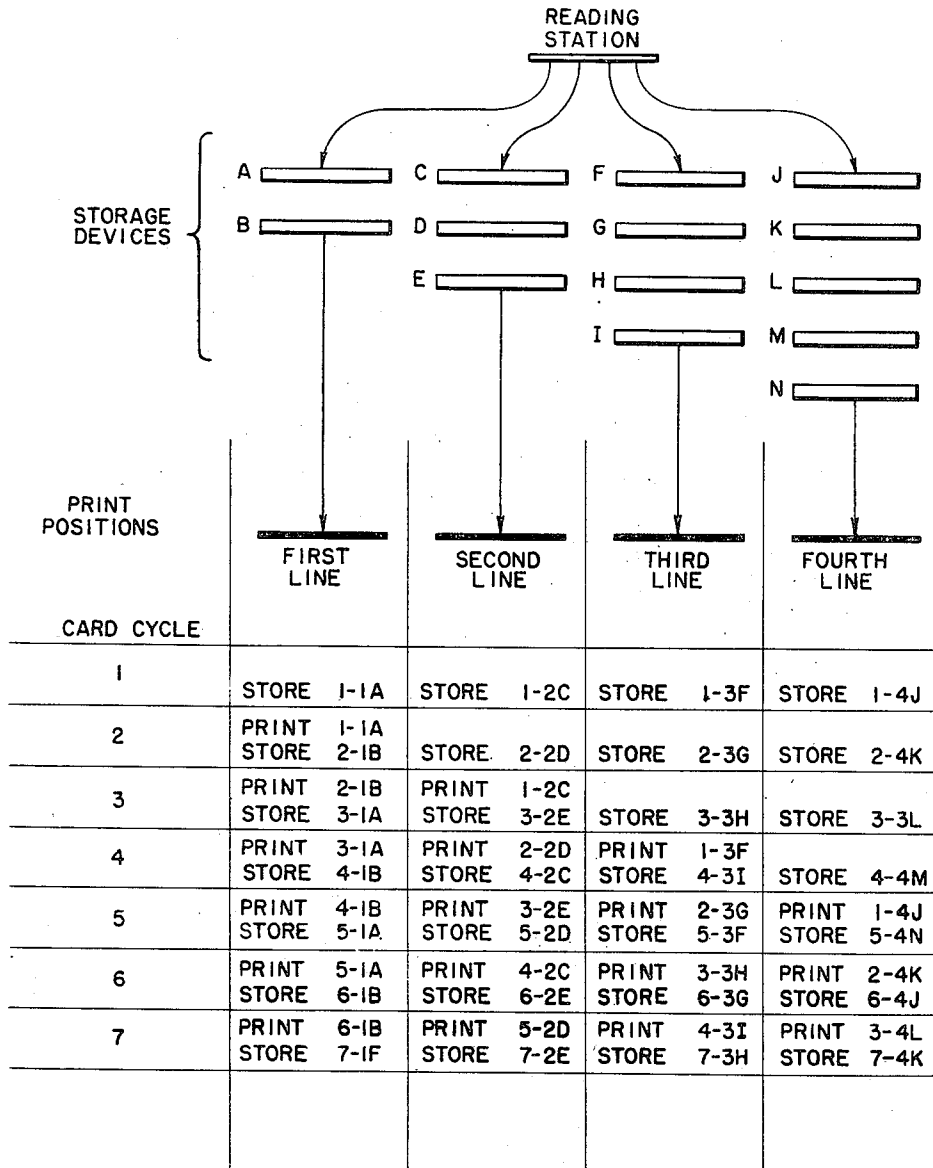 READING
STATION
A C F J
STORAGE
DEVICES
B D G K
E H L
I M
N
PRINT
POSITIONS
FIRST
LINE
SECOND
LINE
THIRD
LINE
FOURTH
LINE
CARD CYCLE
1
STORE 1-1A STORE 1-2C STORE 1-3F STORE 1-4J
2
PRINT 1-1A
STORE 2-1B STORE. 2-2D STORE 2-3G STORE 2-4K
3
PRINT 2-1B PRINT 1-2C
STORE 3-1A STORE 3-2E STORE 3-3H STORE 3-3L
4
PRINT 3-1A PRINT 2-2D PRINT 1-3F
STORE 4-1B STORE 4-2C STORE 4-3I STORE 4-4M
5
PRINT 4-1B PRINT 3-2E PRINT 2-3G PRINT 1-4J
STORE 5-1A STORE 5-2D STORE 5-3F STORE 5-4N
6
PRINT 5-1A PRINT 4-2C PRINT 3-3H PRINT 2-4K
STORE 6-1B STORE 6-2E STORE 6-3G STORE 6-4J
7
PRINT 6-1B PRINT 5-2D PRINT 4-3I PRINT 3-4L
STORE 7-1F STORE 7-2E STORE 7-3H STORE 7-4K